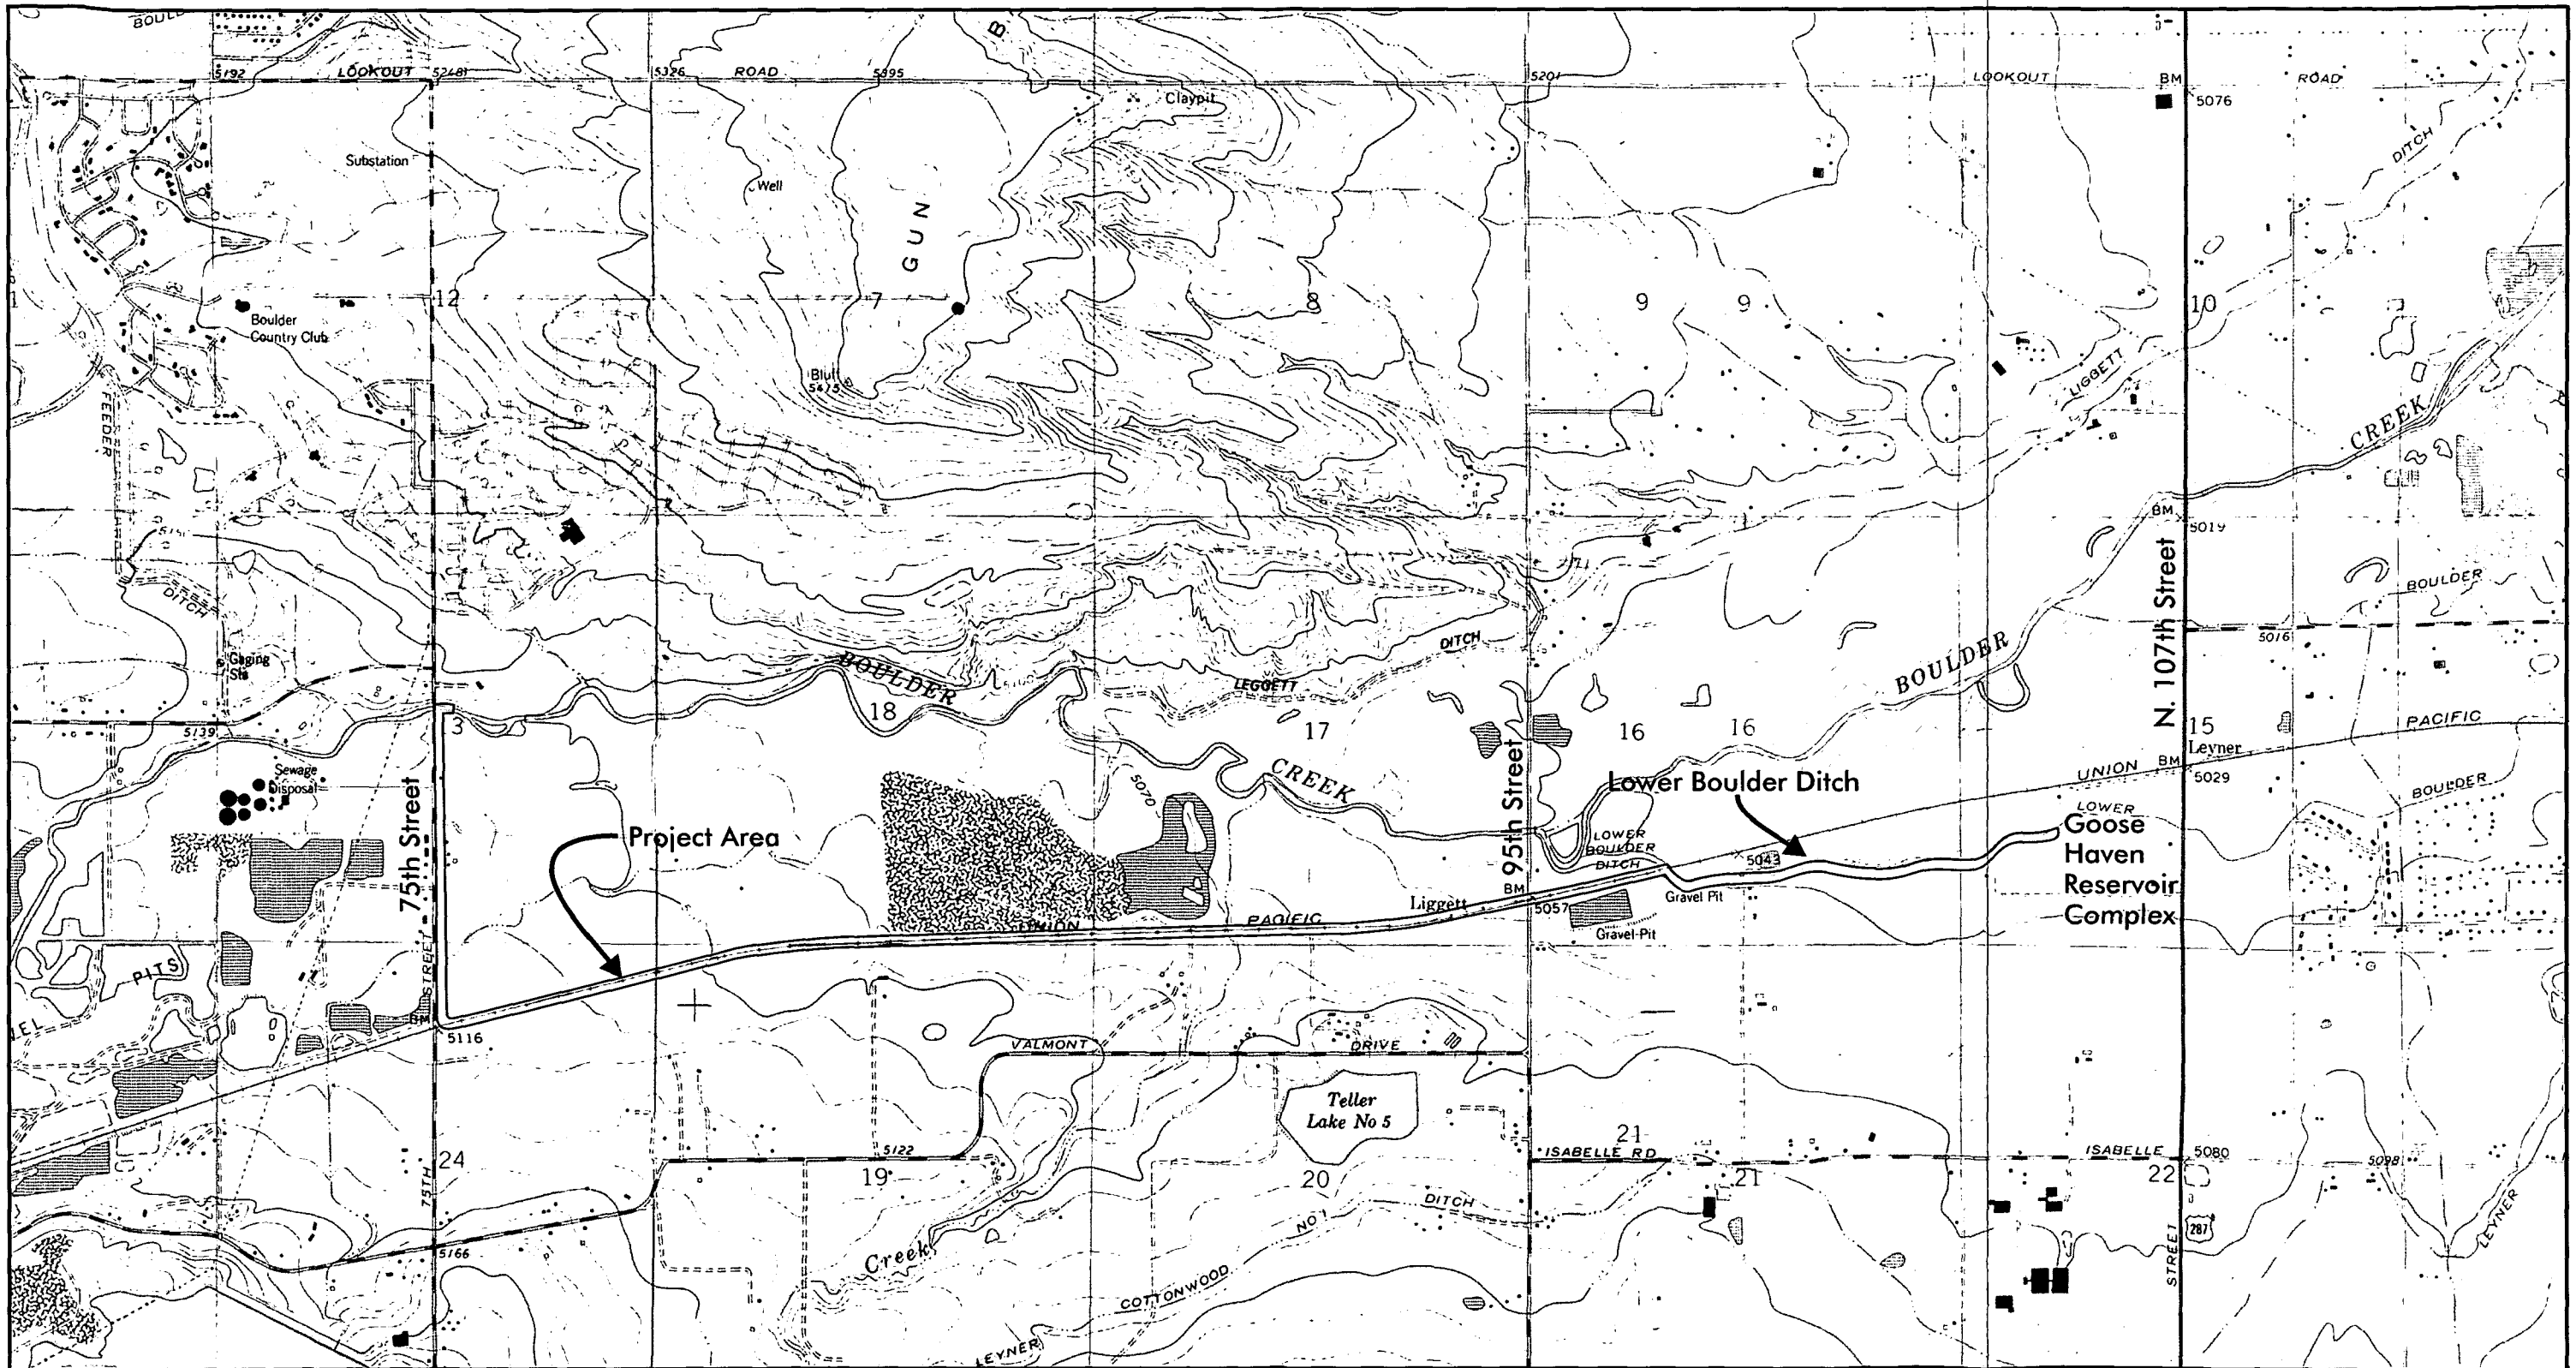 BOULD
B
5192
LOOKOUT
5248
5326
ROAD
5395
5201
LOOKOUT
BM
ROAD
5076
Claypit
Substation
Well
DITCH
GUN
12
7
8
9
9
10
Boulder
Country Club
LIGGETT
Bluff
5475
FEEDER
CREEK
BM
5019
DITCH
BOULDER
N. 107th Street
5016
DITCH
Gaging
Sta
BOULDER
LEGGETT
BOULDER
18
17
16
16
15
PACIFIC
3
5139
Leyner
UNION
BM
5029
Sewage
Disposal
CREEK
5070
95th Street
Lower Boulder Ditch
BOULDER
75th Street
Project Area
LOWER
BOULDER
DITCH
LOWER
Goose
Haven
Reservoir
Complex
5043
BM
Liggett
5057
Gravel Pit
Gravel Pit
PACIFIC
UNION
STREET
PITS
BM
5116
VALMONT
DRIVE
Teller
Lake No 5
21
5122
ISABELLE RD
ISABELLE
5080
5098
24
75TH
19
20
21
22
DITCH
NO 1
287
STREET
LEYNER
5166
Creek
COTTONWOOD
LEYNER